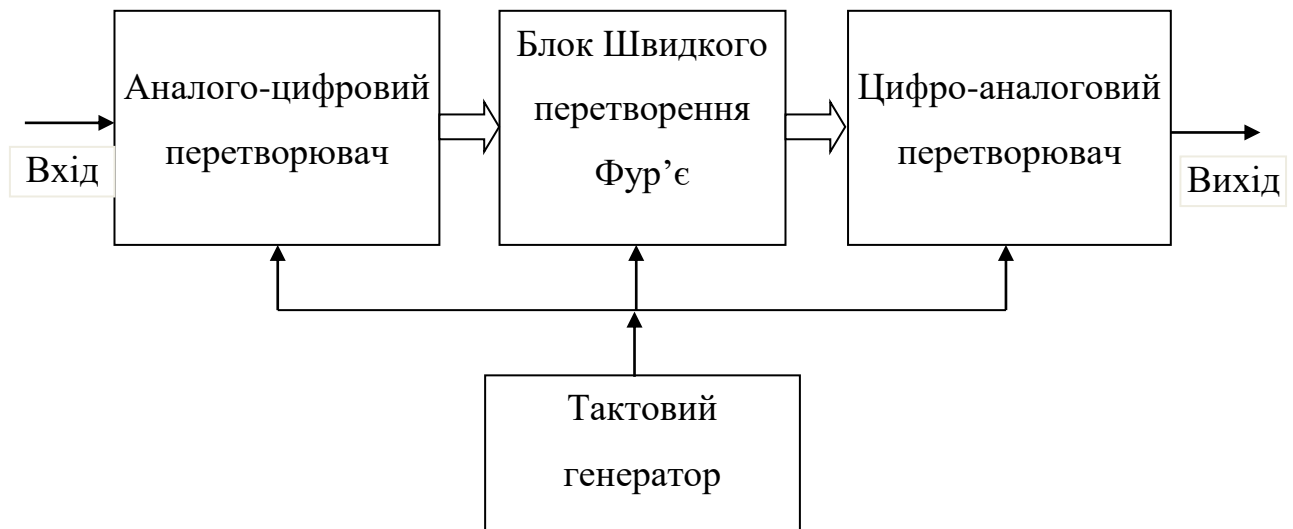 Аналого-цифровий
перетворювач
Блок Швидкого
перетворення
Фур’є
Цифро-аналоговий
перетворювач
Вхід
Вихід
Тактовий
генератор